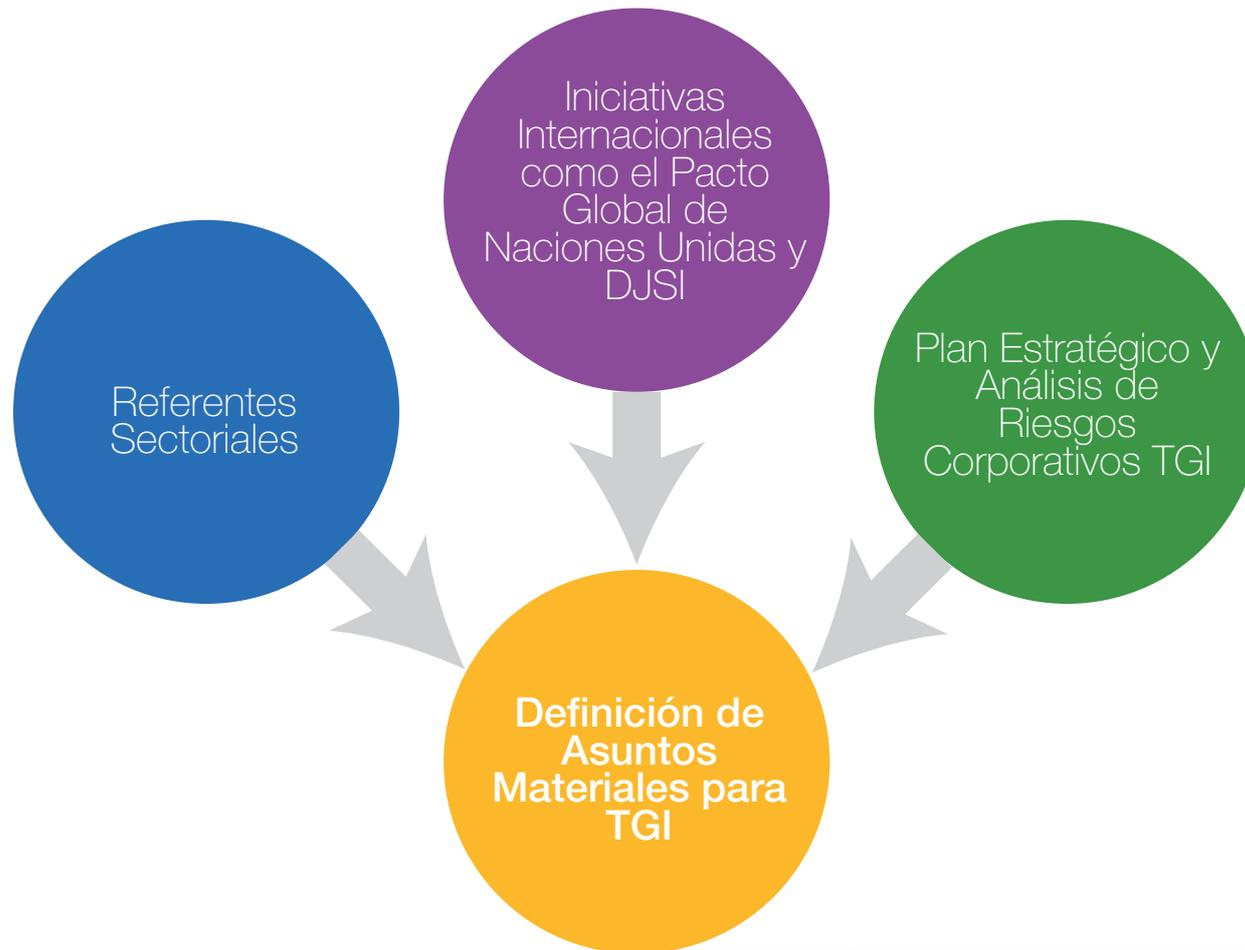 Iniciativas
Internacionales
como el Pacto
Global de
Naciones Unidas y
DJSI
Referentes
Sectoriales
Plan Estratégico y
Análisis de
Riesgos
Corporativos TGI
Definición de
Asuntos
Materiales para
TGI